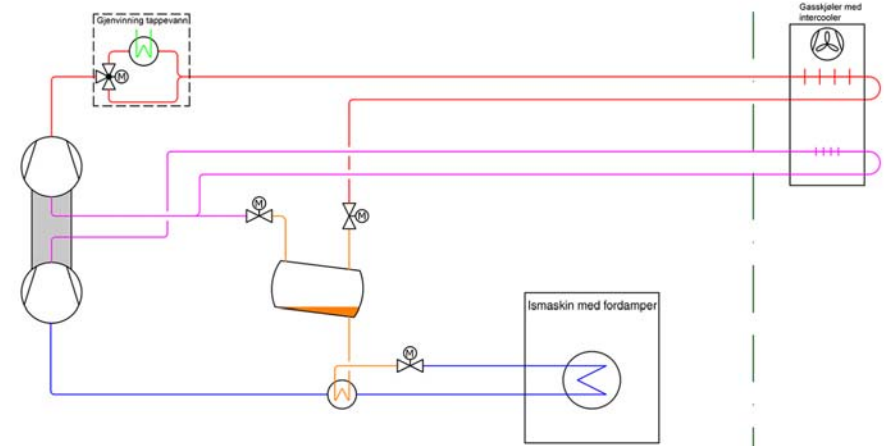 Gjenvinning tappevann
Gasskjøler med
intercooler
M
M
M
Ismaskin med fordamper
M